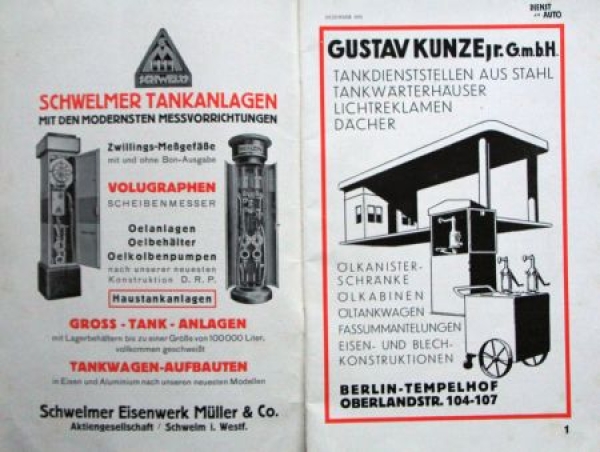 SCHWELM
SCHWELMER TANKANLAGEN
MIT DEN MODERNSTEN MESSVORRICHTUNGEN
Zwillings-Meßgefäße
mit und ohne Bon-Ausgabe
VOLUGRAPHEN
SCHEIBENMESSER
Oelanlagen
Oelbehälter
Oelkolbenpumpen
nach unserer neuesten
Konstruktion D.R.P.
Haustankanlagen
GROSS-TANK-ANLAGEN
mit Lagerbehältern bis zu einer Größe von 100000 Liter,
vollkommen geschweißt
TANKWAGEN-AUFBAUTEN
in Eisen und Aluminium nach unseren neuesten Modellen
Schwelmer Eisenwerk Müller & Co.
Aktiengesellschaft / Schwelm i. Westf.
DEZEMBER
DIENST
AUTO
GUSTAV KUNZE jr. G.m.b.H.
TANKDIENSTSTELLEN AUS STAHL
TANKWÄRTERHÄUSER
LICHTREKLAMEN
DÄCHER
ÖLKANISTER-
SCHRÄNKE
ÖLKABINEN
ÖLTANKWAGEN
FASSUMMANTELUNGEN
EISEN- UND BLECH-
KONSTRUKTIONEN
BERLIN-TEMPELHOF
OBERLANDSTR. 104-107
1